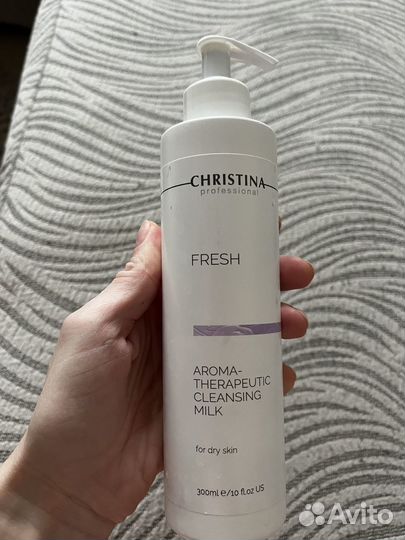 CHRISTINA
professional
FRESH
AROMA-
THERAPEUTIC
CLEANSING
MILK
for dry skin
300ml ℮/10 fl.oz US
Avito